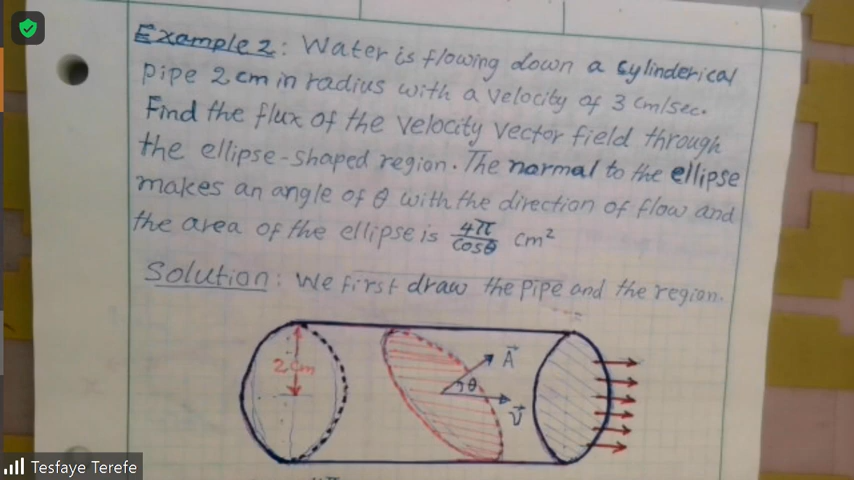 Example 2: Water is flowing down a cylinderical
pipe 2 cm in radius with a velocity of 3 cm/sec.
Find the flux of the velocity vector field through
the ellipse-shaped region. The normal to the ellipse
makes an angle of θ with the direction of flow and
the area of the ellipse is 4π/cosθ cm²
Solution: We first draw the pipe and the region.
2cm
A⃗
θ
v⃗
Tesfaye Terefe